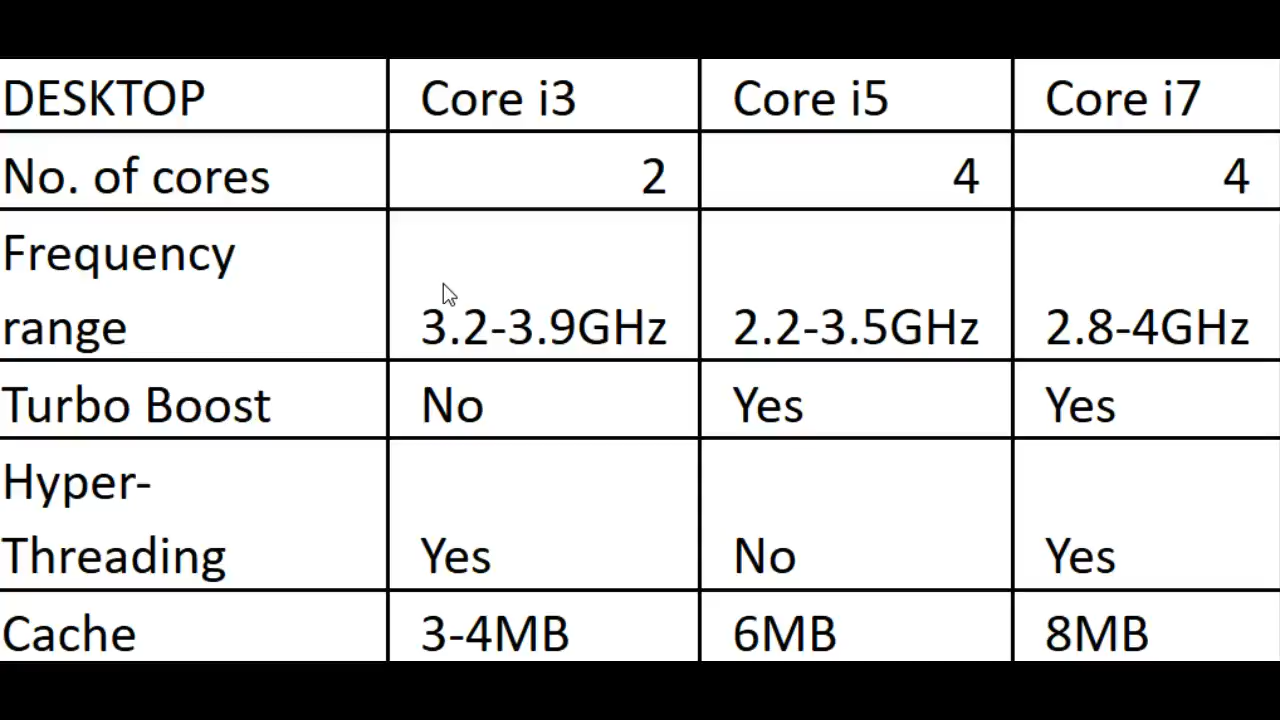 DESKTOP Core i3 Core i5 Core i7
No. of cores 2 4 4
Frequency
range 3.2-3.9GHz 2.2-3.5GHz 2.8-4GHz
Turbo Boost No Yes Yes
Hyper-
Threading Yes No Yes
Cache 3-4MB 6MB 8MB